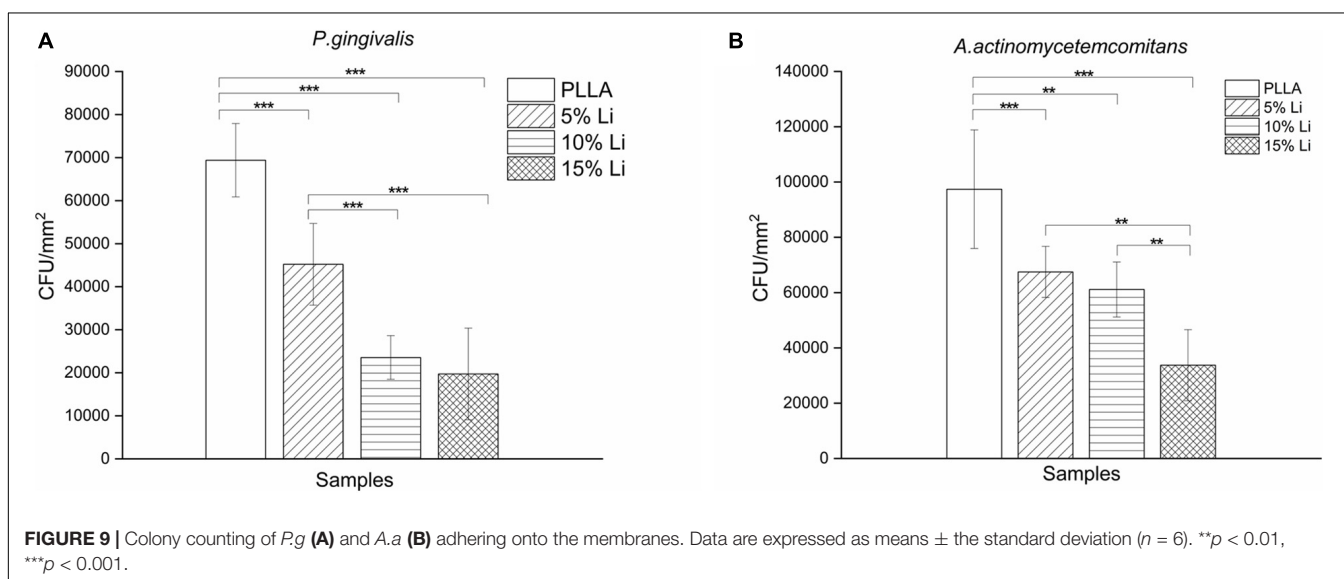 A
P.gingivalis
90000
80000
70000
60000
50000
40000
30000
20000
10000
0
CFU/mm²
***
***
***
***
***
PLLA
5% Li
10% Li
15% Li
Samples
B
A.actinomycetemcomitans
140000
120000
100000
80000
60000
40000
20000
0
CFU/mm²
***
**
***
**
**
PLLA
5% Li
10% Li
15% Li
Samples
FIGURE 9 | Colony counting of P.g (A) and A.a (B) adhering onto the membranes. Data are expressed as means ± the standard deviation (n = 6). **p < 0.01,
***p < 0.001.